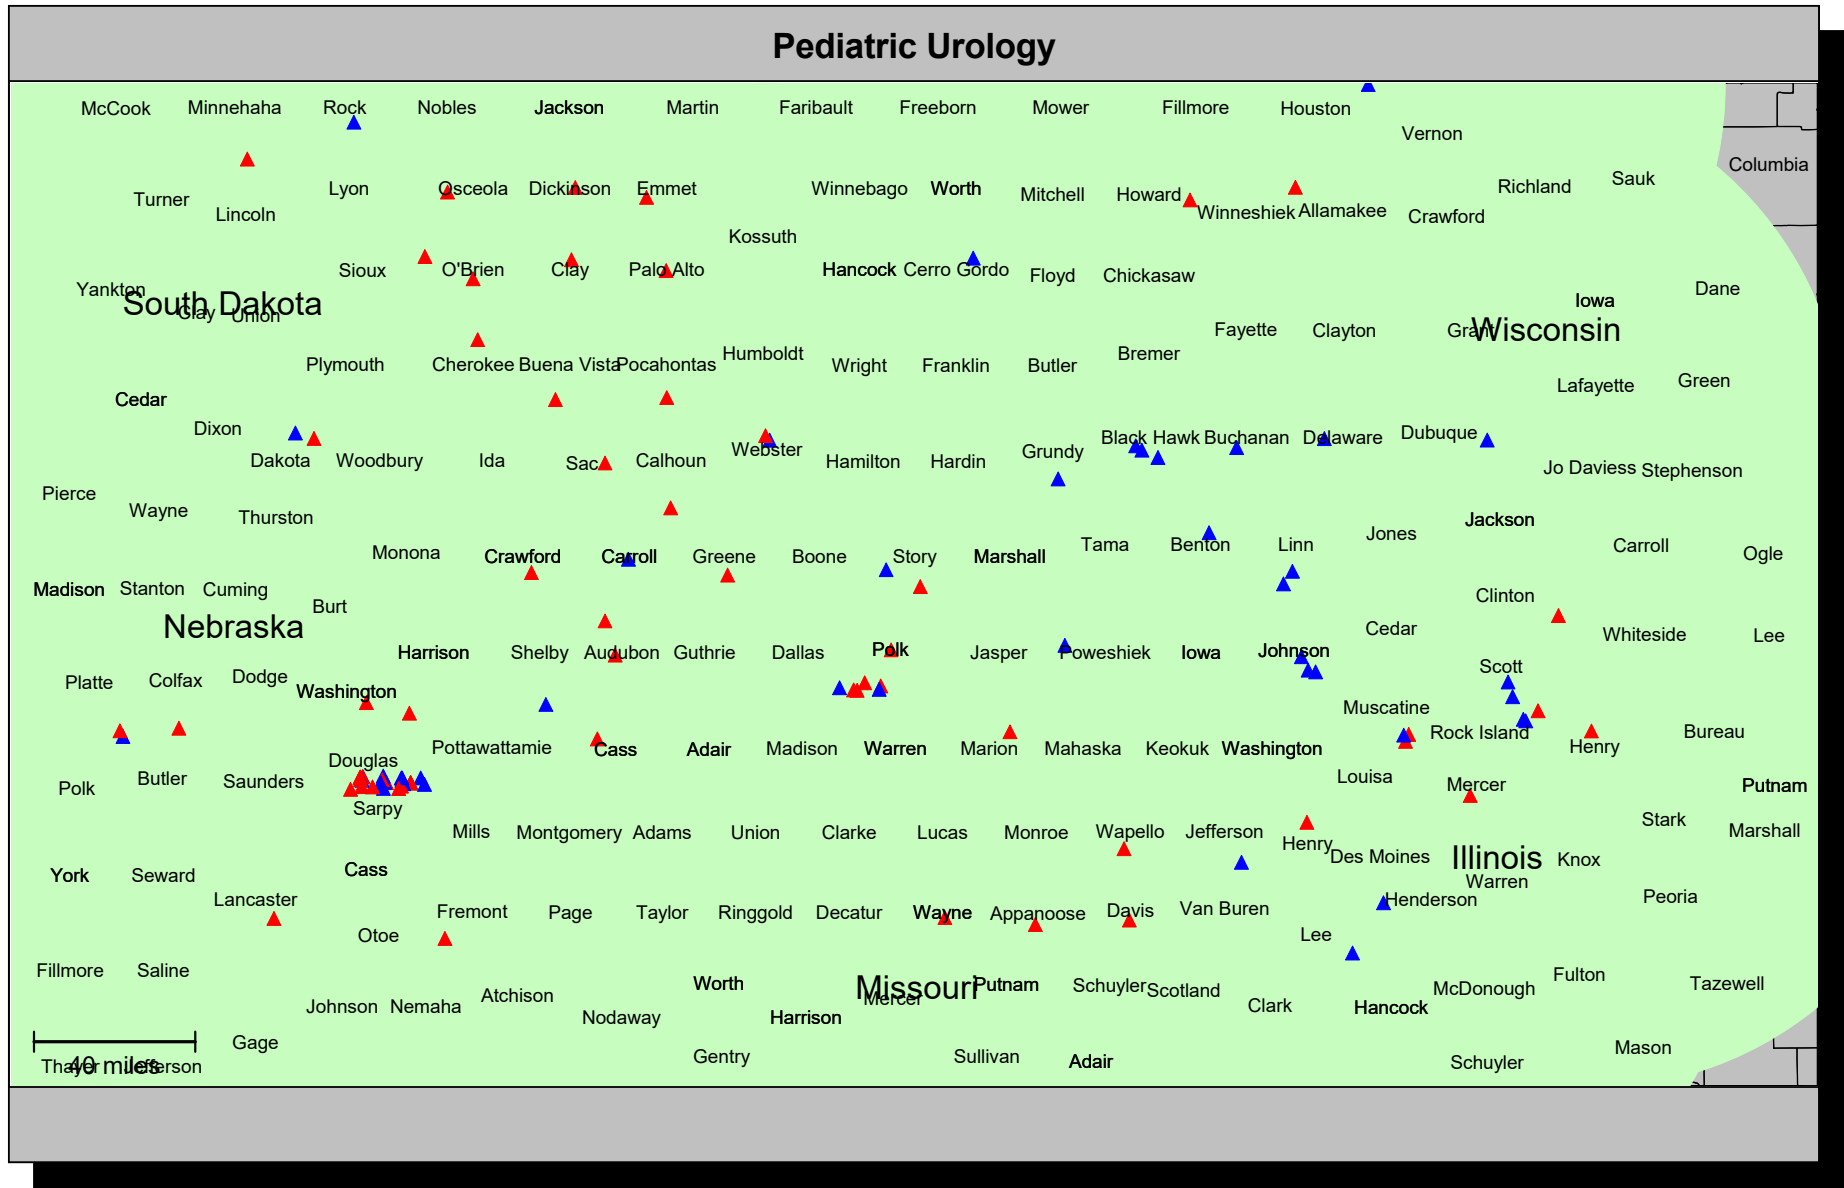 Pediatric Urology
McCook Minnehaha Rock Nobles Jackson Martin Faribault Freeborn Mower Fillmore Houston
Vernon
Columbia
Turner Lincoln Lyon Osceola Dickinson Emmet Winnebago Worth Mitchell Howard Winneshiek Allamakee Crawford Richland Sauk
Kossuth
Yankton Sioux O'Brien Clay Palo Alto Hancock Cerro Gordo Floyd Chickasaw
South Dakota
Clay Union
Iowa Dane
Wisconsin
Fayette Clayton Grant
Plymouth Cherokee Buena Vista Pocahontas Humboldt Wright Franklin Butler Bremer
Lafayette Green
Cedar
Dixon
Dakota Woodbury Ida Sac Calhoun Webster Hamilton Hardin Grundy Black Hawk Buchanan Delaware Dubuque
Jo Daviess Stephenson
Pierce
Wayne Thurston
Jackson
Monona Crawford Carroll Greene Boone Story Marshall Tama Benton Linn Jones
Carroll Ogle
Madison Stanton Cuming Burt
Clinton
Nebraska
Cedar
Whiteside Lee
Harrison Shelby Audubon Guthrie Dallas Polk Jasper Poweshiek Iowa Johnson
Scott
Platte Colfax Dodge Washington
Muscatine
Rock Island
Bureau
Douglas Pottawattamie Cass Adair Madison Warren Marion Mahaska Keokuk Washington
Henry
Polk Butler Saunders
Louisa Mercer Putnam
Sarpy
Mills Montgomery Adams Union Clarke Lucas Monroe Wapello Jefferson Henry
Stark Marshall
Des Moines Illinois Knox
York Seward Cass
Warren
Lancaster Fremont Page Taylor Ringgold Decatur Wayne Appanoose Davis Van Buren Henderson Peoria
Otoe
Lee
Fillmore Saline
Worth Missouri Putnam Schuyler Scotland McDonough Fulton Tazewell
Johnson Nemaha Atchison Nodaway Harrison Mercer Clark Hancock
Gage
Gentry Sullivan Adair Schuyler Mason
Thayer Jefferson
40 miles